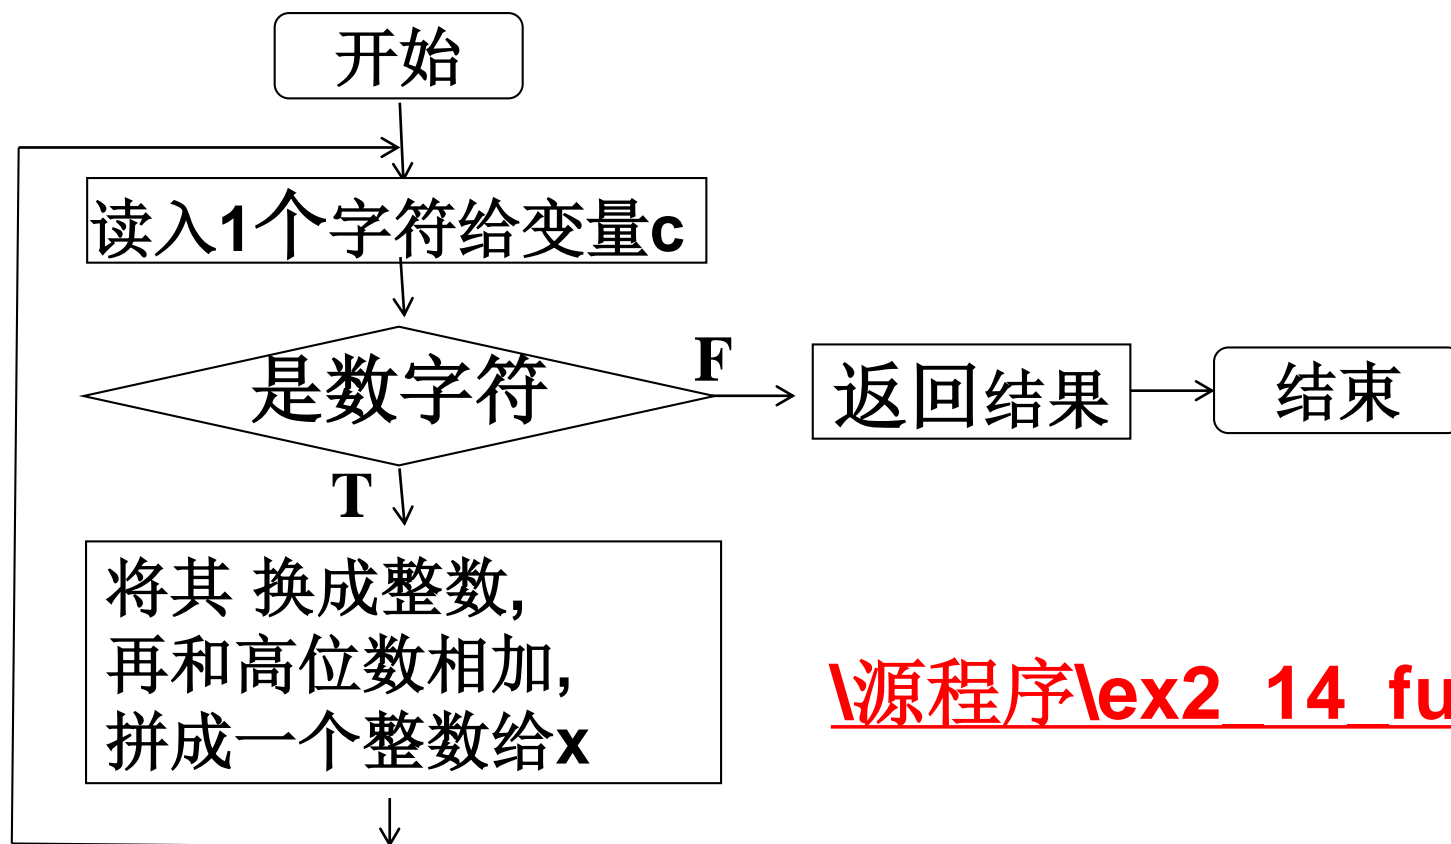 开始
读入1个字符给变量c
是数字符
F
返回结果
结束
T
将其 换成整数,
再和高位数相加,
拼成一个整数给x
\源程序\ex2_14_fu